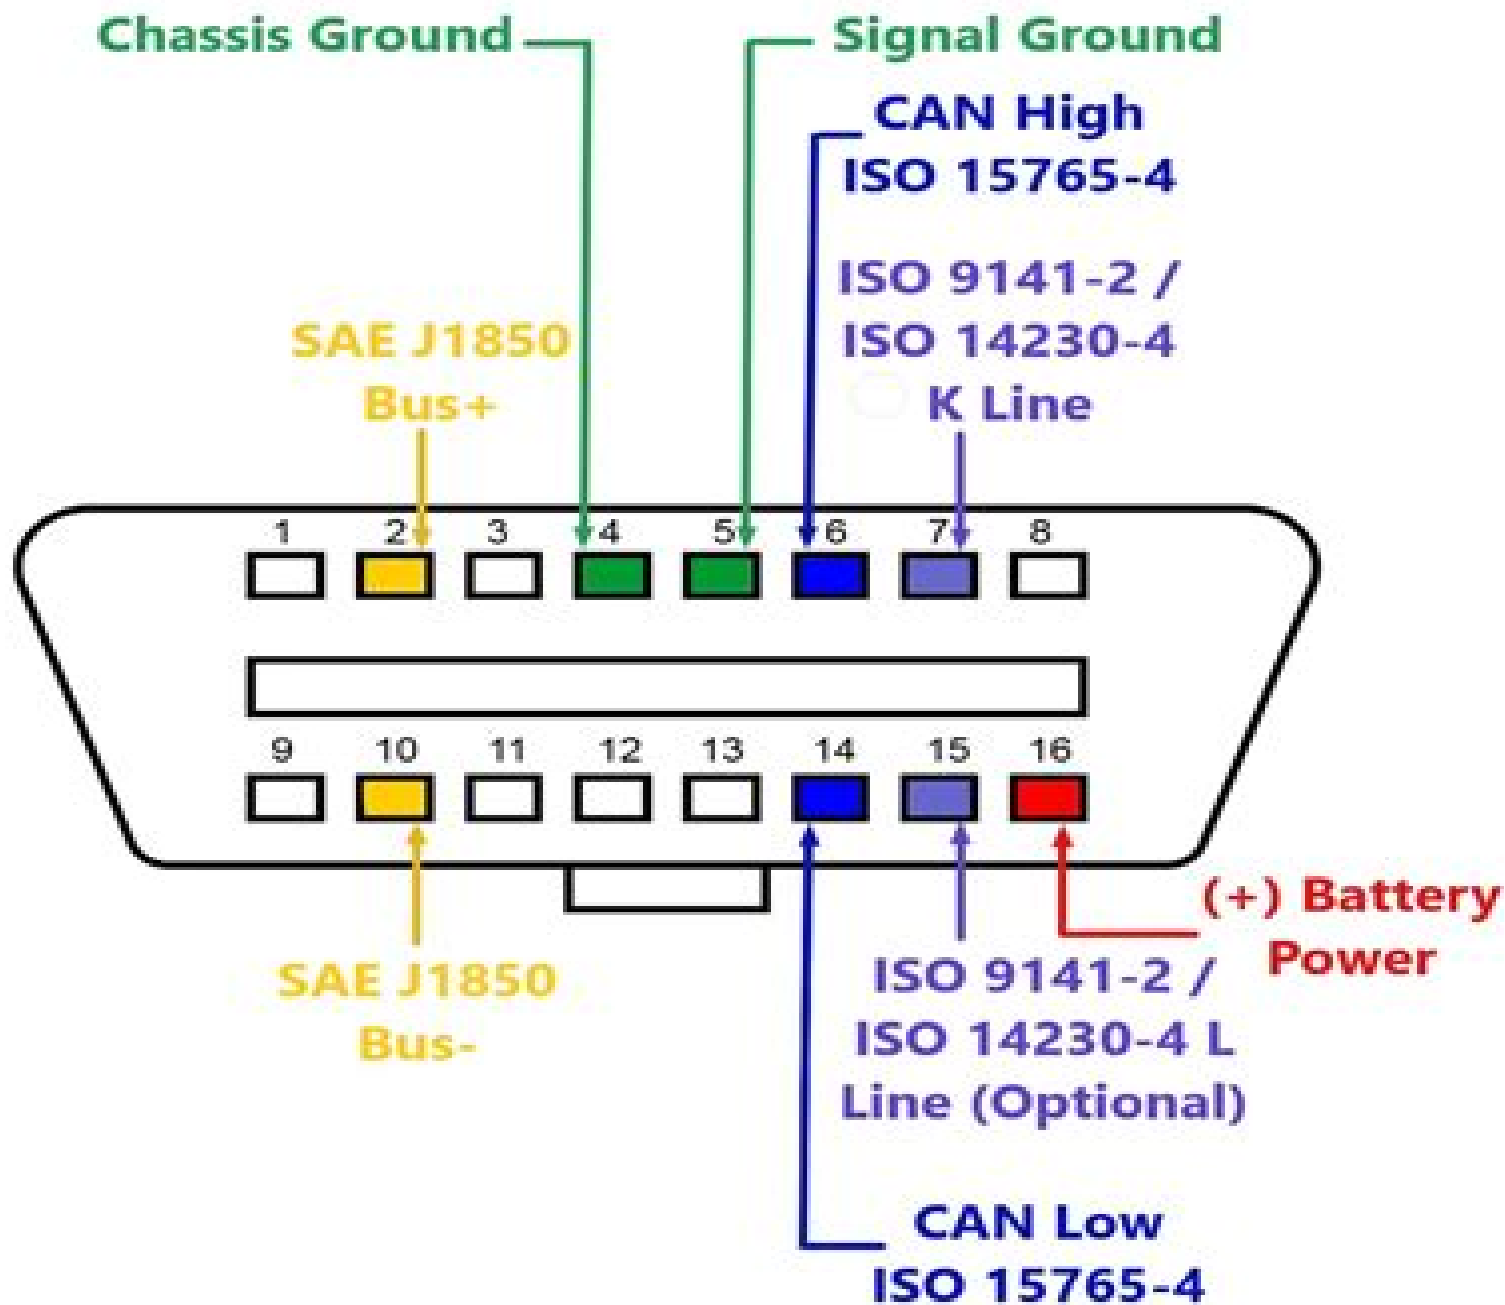 Chassis Ground
Signal Ground
CAN High
ISO 15765-4
ISO 9141-2 /
ISO 14230-4
K Line
SAE J1850
Bus+
1 2 3 4 5 6 7 8
9 10 11 12 13 14 15 16
(+) Battery
Power
SAE J1850
Bus-
ISO 9141-2 /
ISO 14230-4 L
Line (Optional)
CAN Low
ISO 15765-4